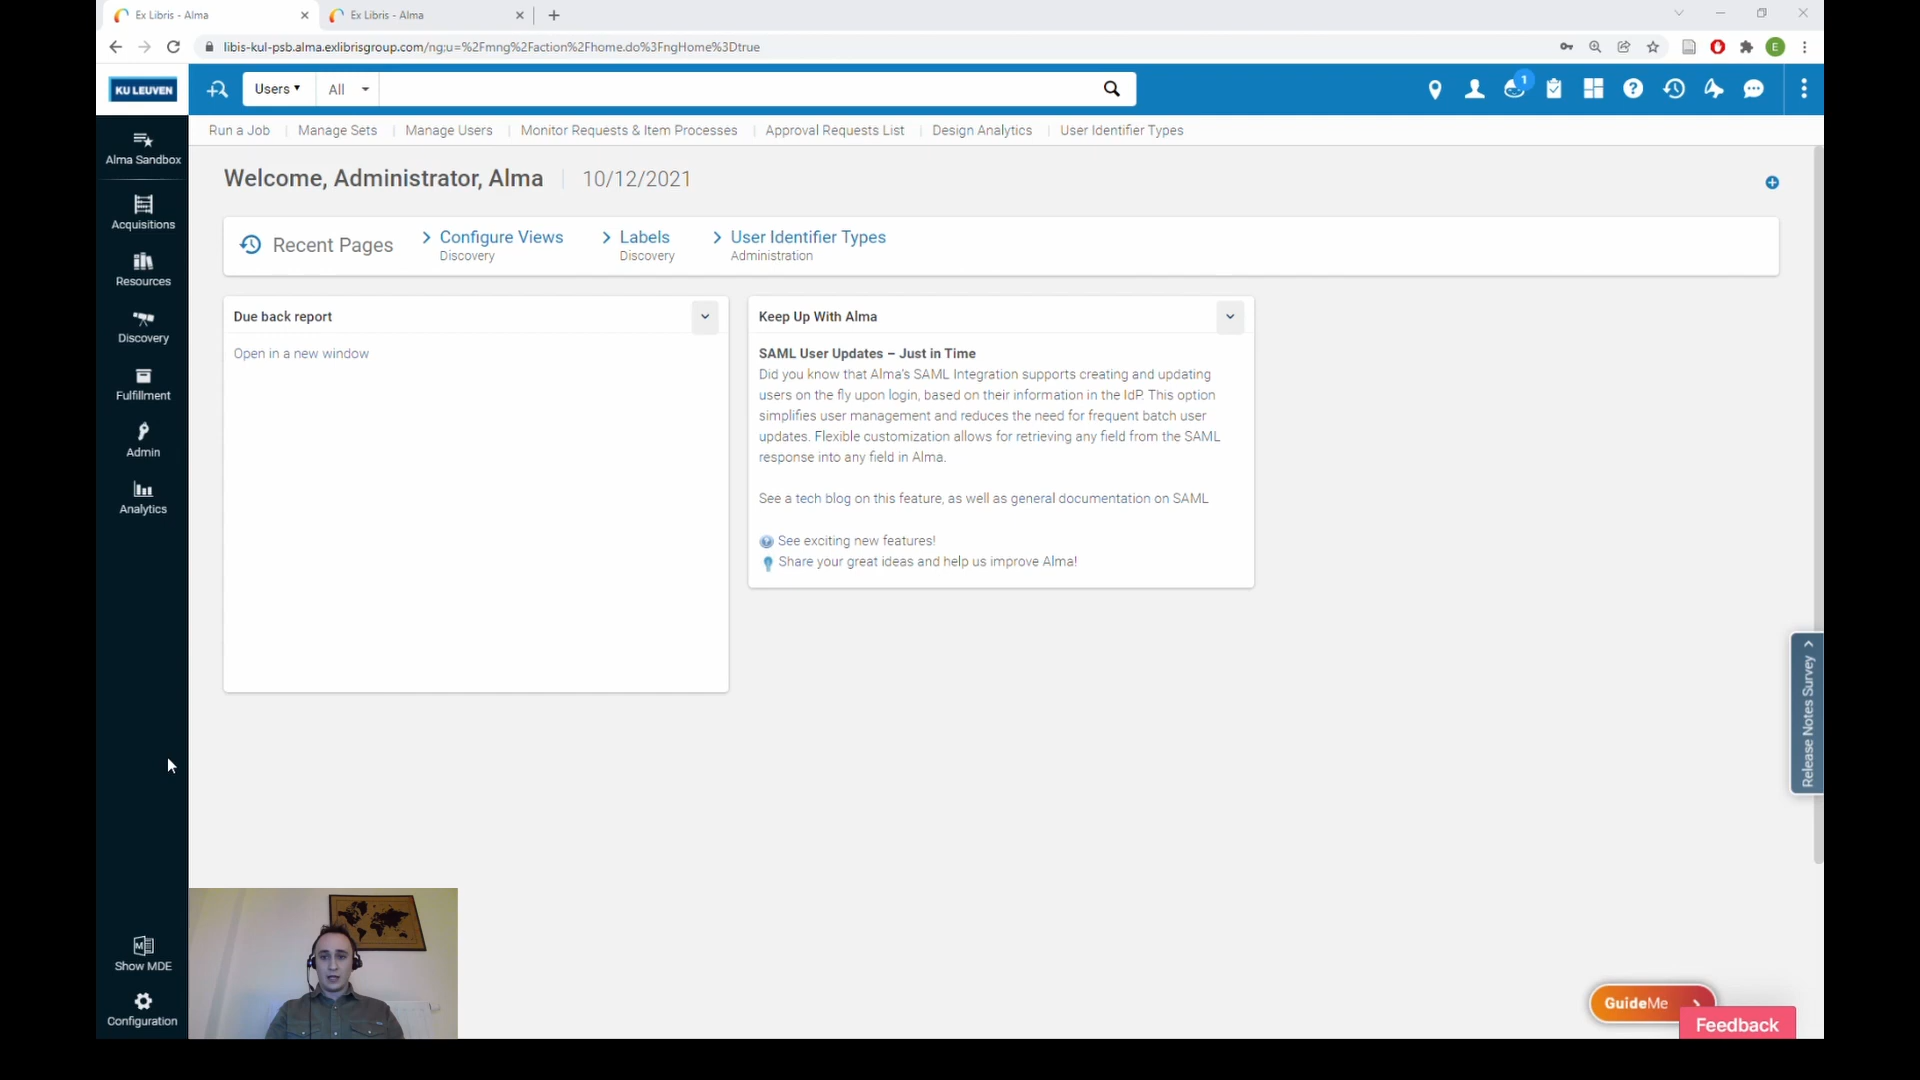 Ex Libris - Alma
Ex Libris - Alma
libis-kul-psb.alma.exlibrisgroup.com/ng:u=%2Fmng%2Faction%2Fhome.do%3FngHome%3Dtrue
E
KU LEUVEN
Users
All
1
Run a Job
Manage Sets
Manage Users
Monitor Requests & Item Processes
Approval Requests List
Design Analytics
User Identifier Types
Alma Sandbox
Acquisitions
Resources
Discovery
Fulfillment
Admin
Analytics
Show MDE
Configuration
Welcome, Administrator, Alma
10/12/2021
Recent Pages
Configure Views
Discovery
Labels
Discovery
User Identifier Types
Administration
Due back report
Open in a new window
Keep Up With Alma
SAML User Updates – Just in Time
Did you know that Alma's SAML Integration supports creating and updating
users on the fly upon login, based on their information in the IdP. This option
simplifies user management and reduces the need for frequent batch user
updates. Flexible customization allows for retrieving any field from the SAML
response into any field in Alma.
See a tech blog on this feature, as well as general documentation on SAML
See exciting new features!
Share your great ideas and help us improve Alma!
Release Notes Survey
GuideMe
Feedback